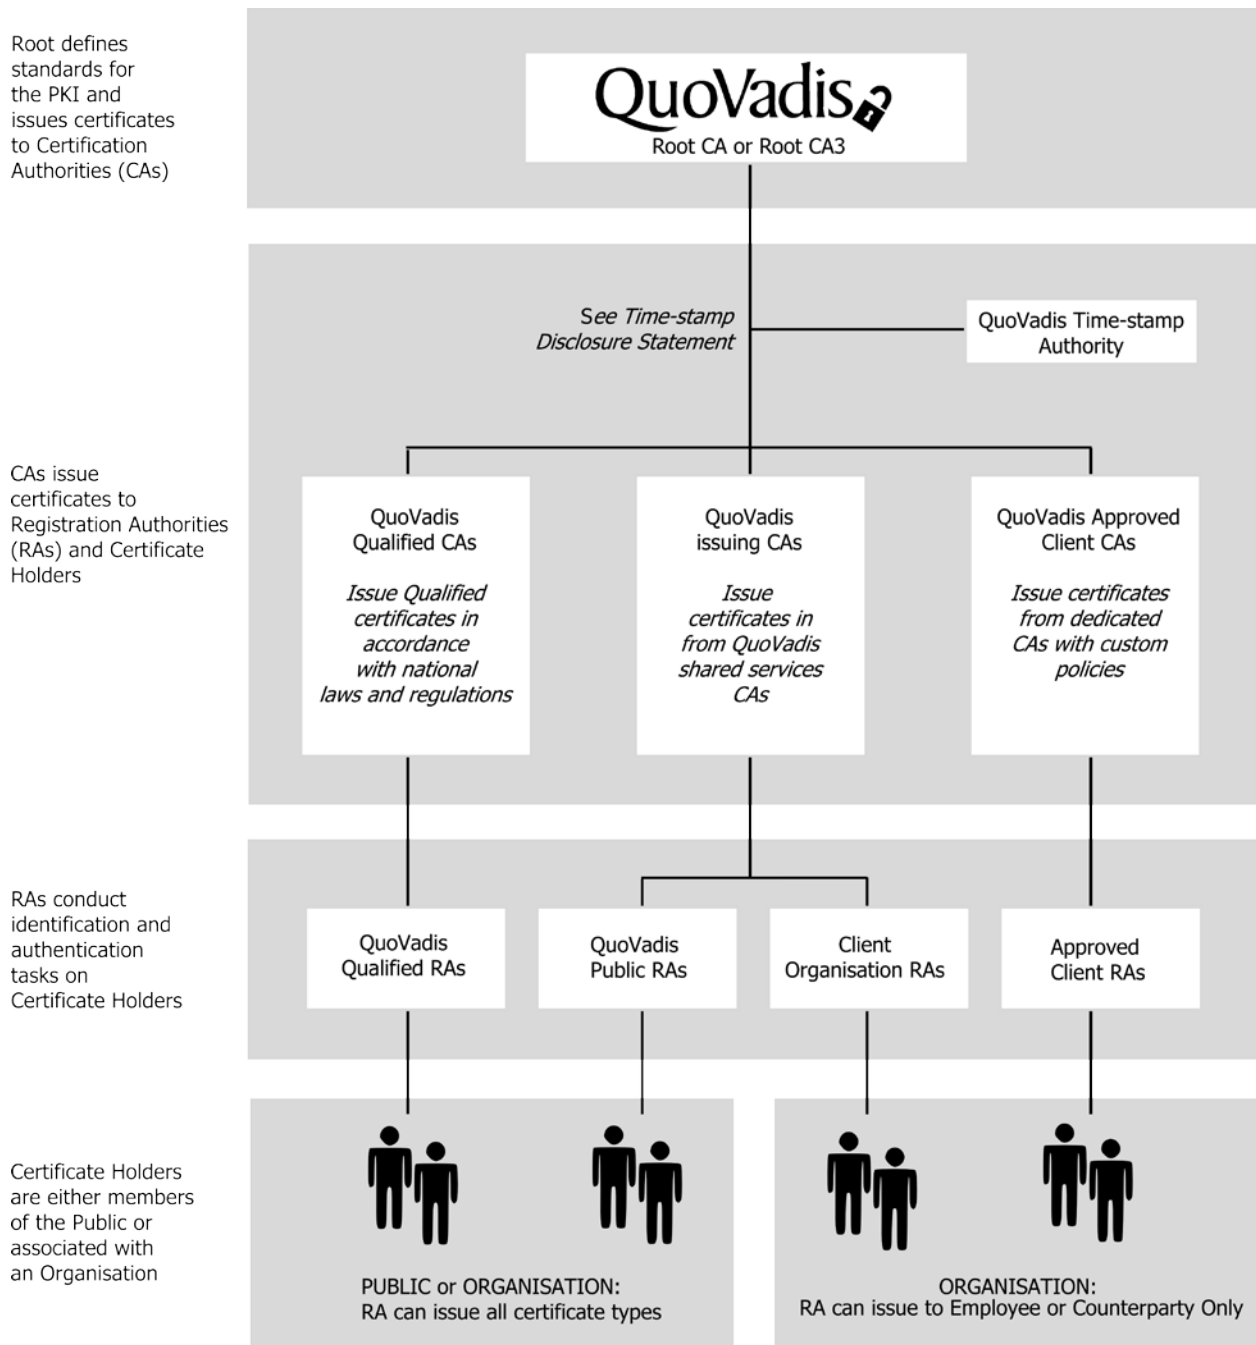 Root defines
standards for
the PKI and
issues certificates
to Certification
Authorities (CAs)
QuoVadis
Root CA or Root CA3
See Time-stamp
Disclosure Statement
QuoVadis Time-stamp
Authority
CAs issue
certificates to
Registration Authorities
(RAs) and Certificate
Holders
QuoVadis
Qualified CAs
Issue Qualified
certificates in
accordance
with national
laws and regulations
QuoVadis
issuing CAs
Issue
certificates in
from QuoVadis
shared services
CAs
QuoVadis Approved
Client CAs
Issue certificates
from dedicated
CAs with custom
policies
RAs conduct
identification and
authentication
tasks on
Certificate Holders
QuoVadis
Qualified RAs
QuoVadis
Public RAs
Client
Organisation RAs
Approved
Client RAs
Certificate Holders
are either members
of the Public or
associated with
an Organisation
PUBLIC or ORGANISATION:
RA can issue all certificate types
ORGANISATION:
RA can issue to Employee or Counterparty Only